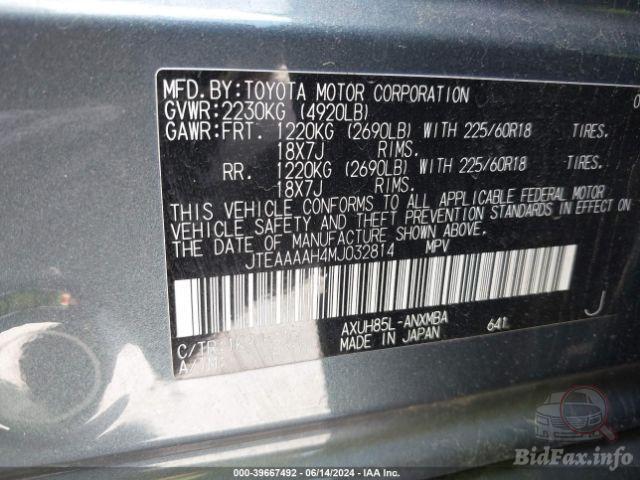 MFD. BY: TOYOTA MOTOR CORPORATION
GVWR: 2230KG (4920LB)
GAWR: FRT. 1220KG (2690LB) WITH 225/60R18 TIRES.
18X7J RIMS.
RR. 1220KG (2690LB) WITH 225/60R18 TIRES.
18X7J RIMS.
THIS VEHICLE CONFORMS TO ALL APPLICABLE FEDERAL MOTOR
VEHICLE SAFETY AND THEFT PREVENTION STANDARDS IN EFFECT ON
THE DATE OF MANUFACTURE SHOWN ABOVE.
JTEAAAAH4MJ032814 MPV
AXUH85L-ANXMBA 641
C/TR:
MADE IN JAPAN
J
A/TM:
BidFax.info
000-39667492 - 06/14/2024 - IAA Inc.